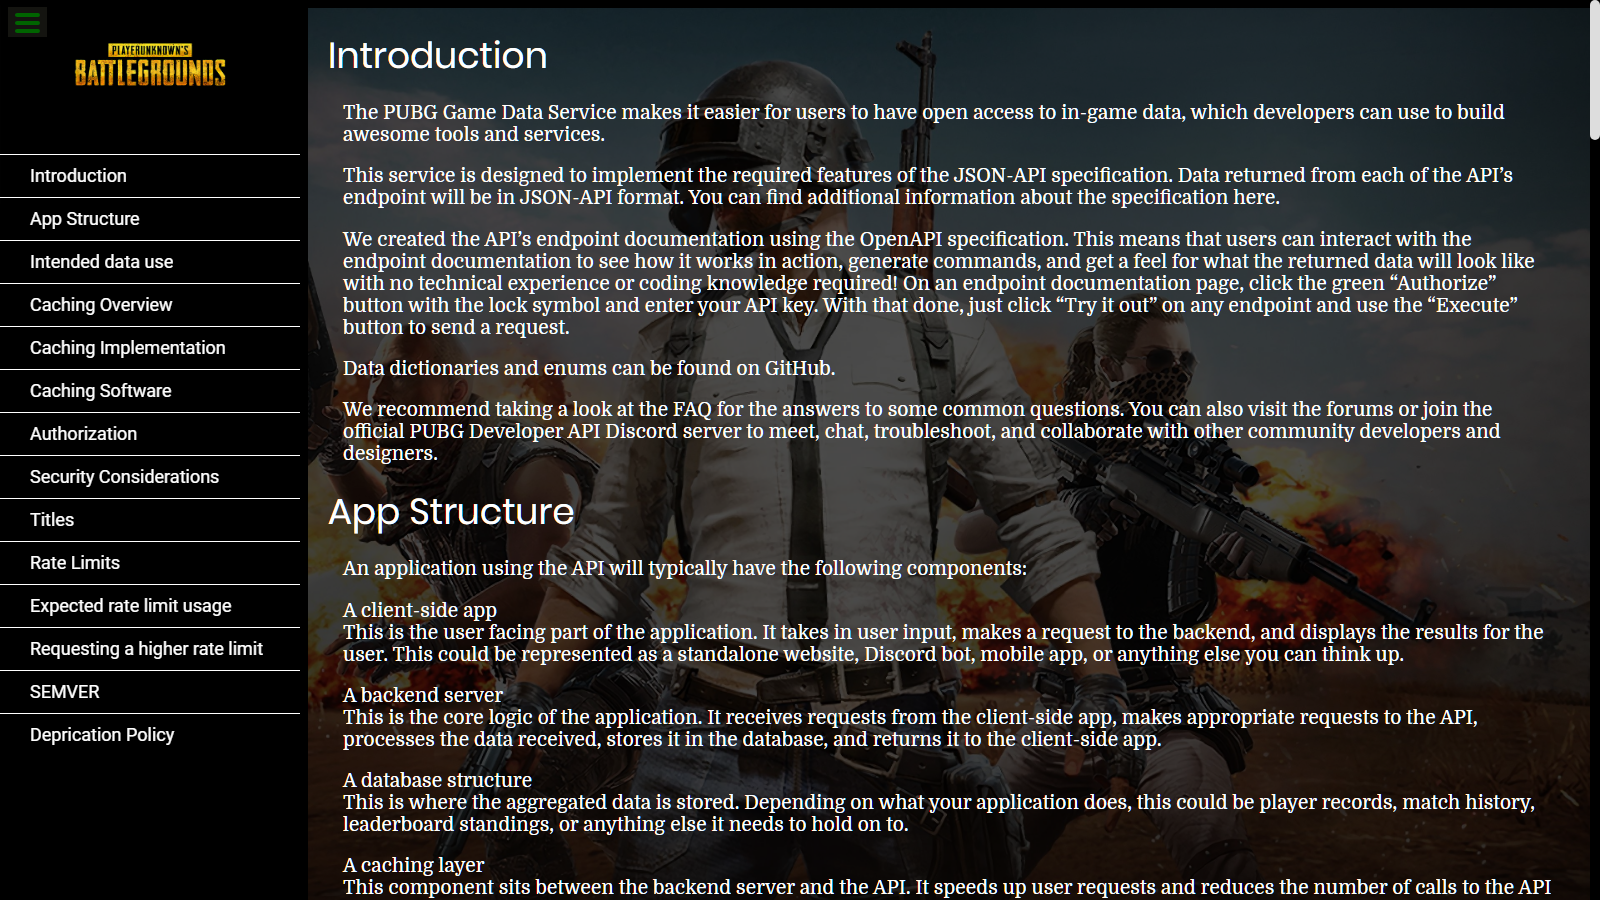 PLAYERUNKNOWN'S
BATTLEGROUNDS
Introduction
App Structure
Intended data use
Caching Overview
Caching Implementation
Caching Software
Authorization
Security Considerations
Titles
Rate Limits
Expected rate limit usage
Requesting a higher rate limit
SEMVER
Deprication Policy
Introduction
The PUBG Game Data Service makes it easier for users to have open access to in-game data, which developers can use to build
awesome tools and services.
This service is designed to implement the required features of the JSON-API specification. Data returned from each of the API’s
endpoint will be in JSON-API format. You can find additional information about the specification here.
We created the API’s endpoint documentation using the OpenAPI specification. This means that users can interact with the
endpoint documentation to see how it works in action, generate commands, and get a feel for what the returned data will look like
with no technical experience or coding knowledge required! On an endpoint documentation page, click the green “Authorize”
button with the lock symbol and enter your API key. With that done, just click “Try it out” on any endpoint and use the “Execute”
button to send a request.
Data dictionaries and enums can be found on GitHub.
We recommend taking a look at the FAQ for the answers to some common questions. You can also visit the forums or join the
official PUBG Developer API Discord server to meet, chat, troubleshoot, and collaborate with other community developers and
designers.
App Structure
An application using the API will typically have the following components:
A client-side app
This is the user facing part of the application. It takes in user input, makes a request to the backend, and displays the results for the
user. This could be represented as a standalone website, Discord bot, mobile app, or anything else you can think up.
A backend server
This is the core logic of the application. It receives requests from the client-side app, makes appropriate requests to the API,
processes the data received, stores it in the database, and returns it to the client-side app.
A database structure
This is where the aggregated data is stored. Depending on what your application does, this could be player records, match history,
leaderboard standings, or anything else it needs to hold on to.
A caching layer
This component sits between the backend server and the API. It speeds up user requests and reduces the number of calls to the API